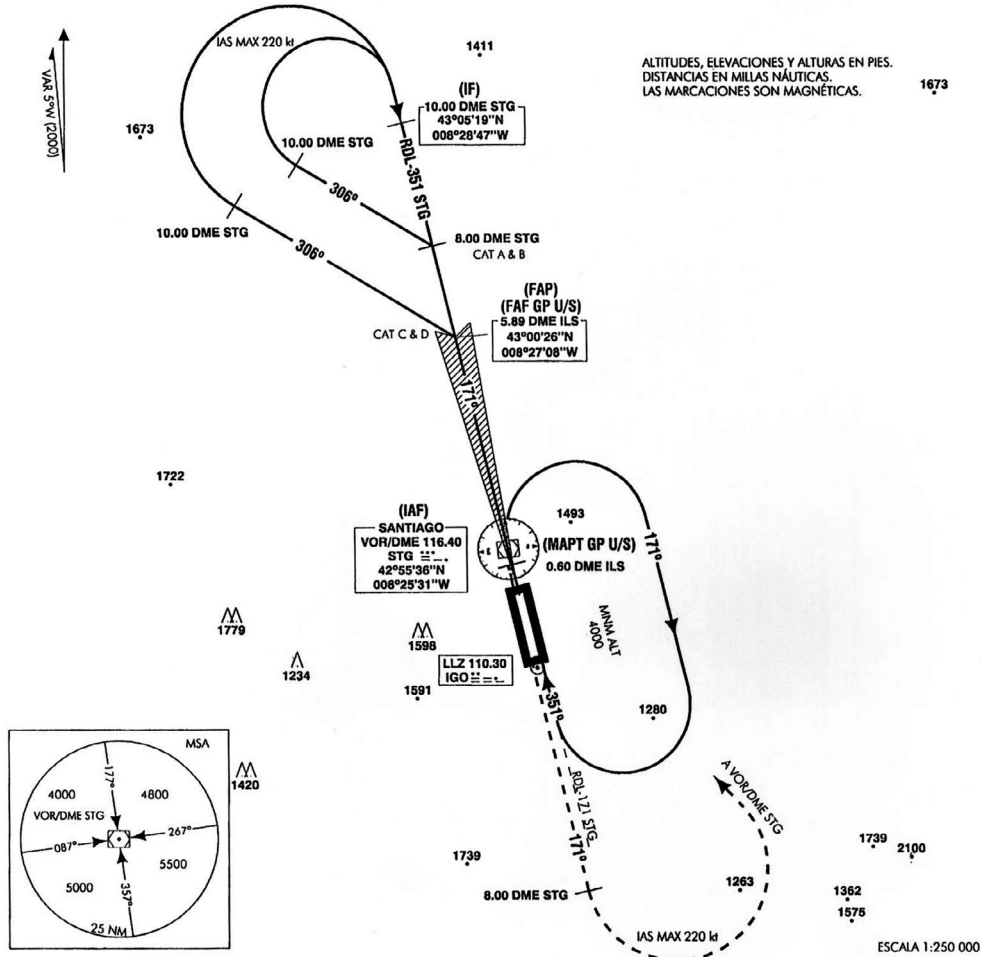 IAS MAX 220 kt
1411
ALTITUDES, ELEVACIONES Y ALTURAS EN PIES.
DISTANCIAS EN MILLAS NÁUTICAS.
LAS MARCACIONES SON MAGNÉTICAS.
1673
VAR 5°W (2000)
(IF)
10.00 DME STG
43°05'19"N
008°28'47"W
1673
10.00 DME STG
RDL-351 STG
306°
10.00 DME STG
306°
8.00 DME STG
CAT A & B
(FAP)
(FAF GP U/S)
5.89 DME ILS
43°00'26"N
008°27'08"W
CAT C & D
171°
1722
(IAF)
SANTIAGO
VOR/DME 116.40
STG
42°55'36"N
008°25'31"W
1493
(MAPT GP U/S)
0.60 DME ILS
171°
MNM ALT
4000
1779
1234
1598
LLZ 110.30
IGO
1591
351°
1280
MSA
4000
4800
VOR/DME STG
177°
087°
267°
5000
5500
357°
25 NM
1420
RDL-171 STG
171°
A VOR/DME STG
1739
8.00 DME STG
1263
1739
2100
1362
1575
IAS MAX 220 kt
ESCALA 1:250 000